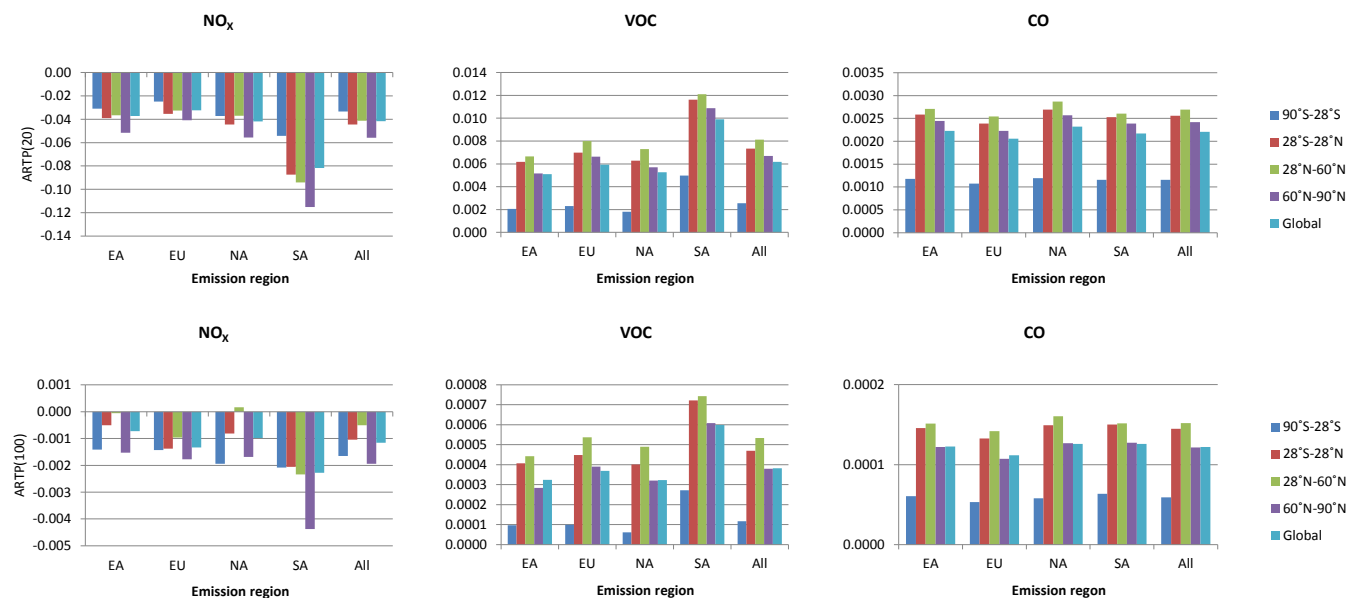 NOX
VOC
CO
ARTP(20)
0.00
-0.02
-0.04
-0.06
-0.08
-0.10
-0.12
-0.14
EA EU NA SA All
Emission region
0.014
0.012
0.010
0.008
0.006
0.004
0.002
0.000
EA EU NA SA All
Emission region
0.0035
0.0030
0.0025
0.0020
0.0015
0.0010
0.0005
0.0000
EA EU NA SA All
Emission regon
90˚S-28˚S
28˚S-28˚N
28˚N-60˚N
60˚N-90˚N
Global
NOX
VOC
CO
ARTP(100)
0.001
0.000
-0.001
-0.002
-0.003
-0.004
-0.005
EA EU NA SA All
Emission region
0.0008
0.0007
0.0006
0.0005
0.0004
0.0003
0.0002
0.0001
0.0000
EA EU NA SA All
Emission region
0.0002
0.0001
0.0000
EA EU NA SA All
Emission region
90˚S-28˚S
28˚S-28˚N
28˚N-60˚N
60˚N-90˚N
Global